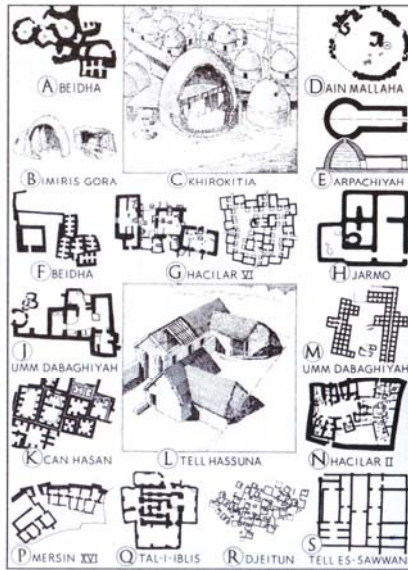 A BEIDHA
B IMIRIS GORA
C KHIROKITIA
D AIN MALLAHA
E ARPACHIYAH
F BEIDHA
G HACILAR VI
H JARMO
J UMM DABAGHIYAH
M UMM DABAGHIYAH
K CAN HASAN
L TELL HASSUNA
N HACILAR II
P MERSIN XVI
Q TAL-I-IBLIS
R DJEITUN
S TELL ES-SAWWAN